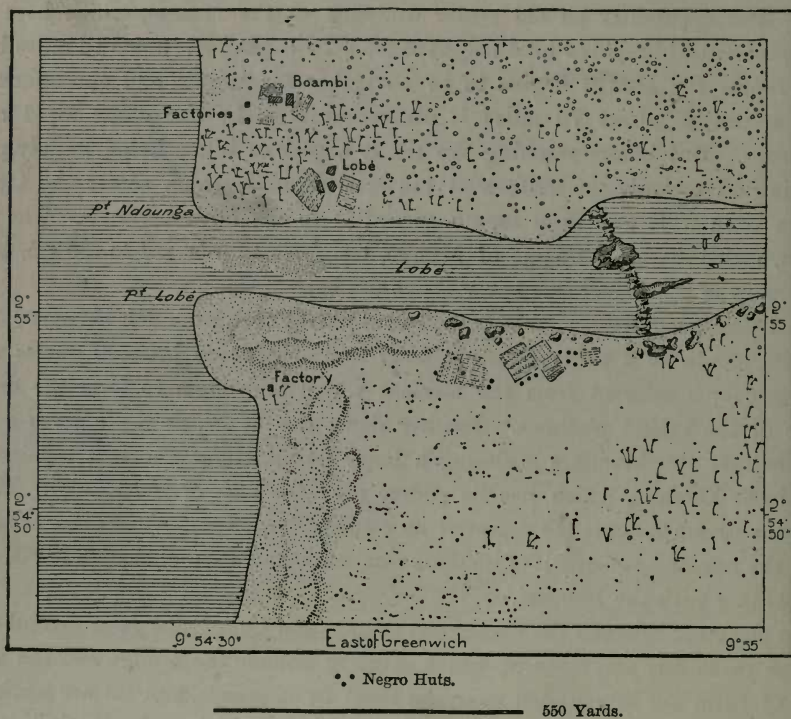 Boambi
Factories
Lobé
Pt. Ndounga
Lobé
Pt. Lobé
2°
55
2°
55
Factory
2°
54'
50"
2°
54'
50"
9°54'30"
East of Greenwich
9°55'
Negro Huts.
550 Yards.